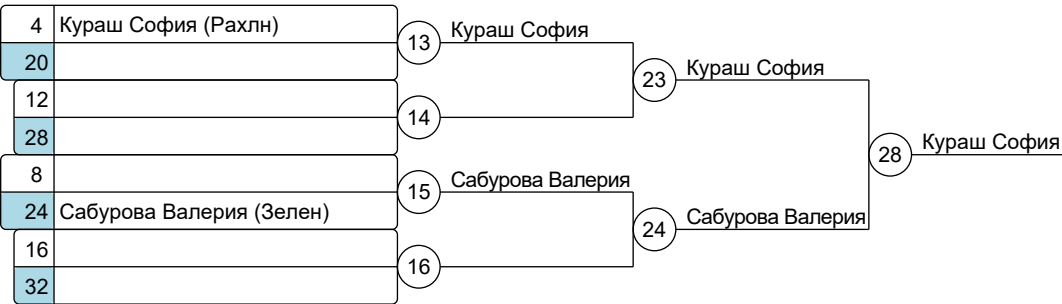 4 Кураш София (Рахлн)
20
12
28
8
24 Сабурова Валерия (Зелен)
16
32
13
14
15
16
Кураш София
Сабурова Валерия
23
24
Кураш София
Сабурова Валерия
28
Кураш София